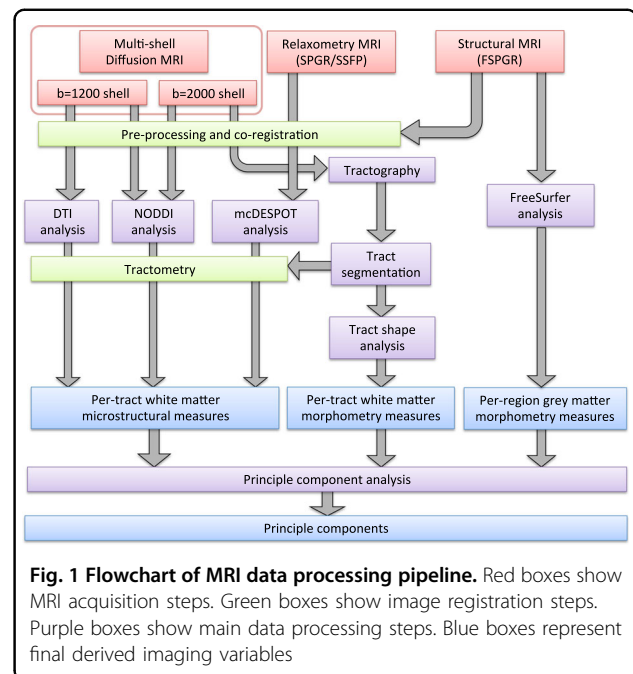 Multi-shell
Diffusion MRI
Relaxometry MRI
(SPGR/SSFP)
Structural MRI
(FSPGR)
b=1200 shell
b=2000 shell
Pre-processing and co-registration
Tractography
DTI
analysis
NODDI
analysis
mcDESPOT
analysis
FreeSurfer
analysis
Tractometry
Tract
segmentation
Tract shape
analysis
Per-tract white matter
microstructural measures
Per-tract white matter
morphometry measures
Per-region grey matter
morphometry measures
Principle component analysis
Principle components
Fig. 1 Flowchart of MRI data processing pipeline. Red boxes show
MRI acquisition steps. Green boxes show image registration steps.
Purple boxes show main data processing steps. Blue boxes represent
final derived imaging variables